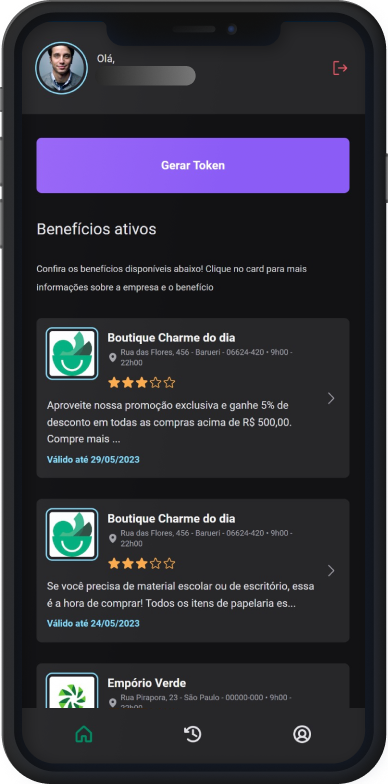 Olá,
Gerar Token
Benefícios ativos
Confira os benefícios disponíveis abaixo! Clique no card para mais
informações sobre a empresa e o benefício
Boutique Charme do dia
Rua das Flores, 456 - Barueri - 06624-420 • 9h00 -
22h00
Aproveite nossa promoção exclusiva e ganhe 5% de
desconto em todas as compras acima de R$ 500,00.
Compre mais ...
Válido até 29/05/2023
Boutique Charme do dia
Rua das Flores, 456 - Barueri - 06624-420 • 9h00 -
22h00
Se você precisa de material escolar ou de escritório, essa
é a hora de comprar! Todos os itens de papelaria es...
Válido até 24/05/2023
Empório Verde
Rua Pirapora, 23 - São Paulo - 00000-000 • 9h00 -
22h00